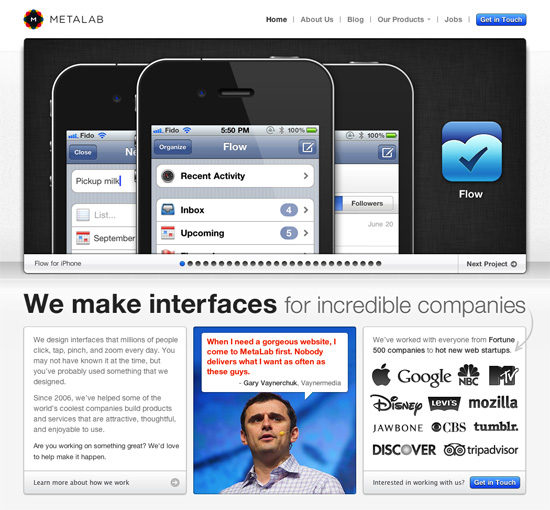 METALAB
Home | About Us | Blog | Our Products | Jobs | Get in Touch
Fido 5:50 PM 100%
Close
Organize
Flow
Pickup milk
Recent Activity
List...
Inbox 4
Followers
June 20
September
Upcoming 5
Flow
Flow for iPhone
Next Project
We make interfaces for incredible companies
We design interfaces that millions of people
click, tap, pinch, and zoom every day. You
may not have known it at the time, but
you've probably used something that we
designed.
Since 2006, we've helped some of the
world's coolest companies build products
and services that are attractive, thoughtful,
and enjoyable to use.
Are you working on something great? We'd love
to help make it happen.
Learn more about how we work
When I need a gorgeous website, I
come to MetaLab first. Nobody
delivers what I want as often as
these guys.
- Gary Vaynerchuk, Vaynermedia
We've worked with everyone from Fortune
500 companies to hot new web startups.
Google NBC MTV
Disney LEVI'S mozilla
JAWBONE CBS tumblr.
DISCOVER tripadvisor
Interested in working with us? Get in Touch